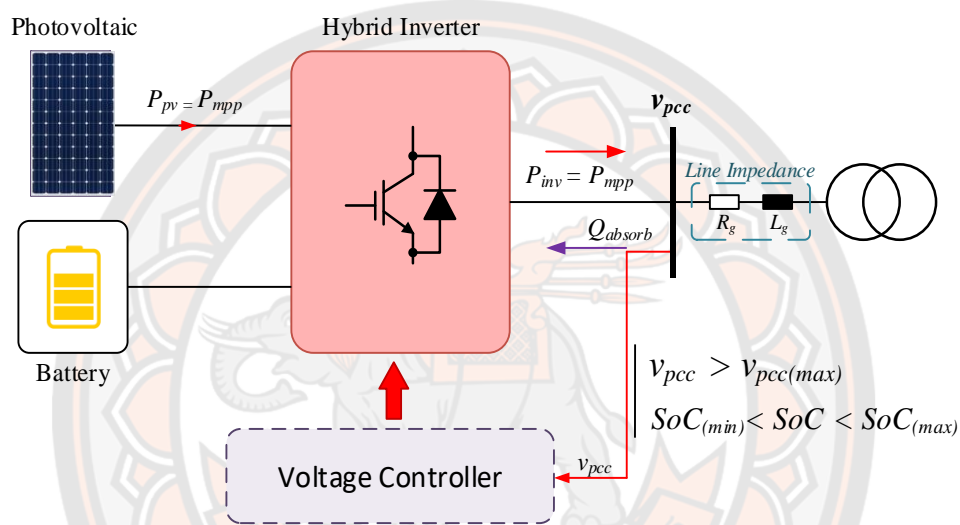 Photovoltaic
Hybrid Inverter
P_pv = P_mpp
v_pcc
P_inv = P_mpp
Line Impedance
R_g
L_g
Q_absorb
Battery
v_pcc > v_pcc(max)
SoC_(min) < SoC < SoC_(max)
v_pcc
Voltage Controller